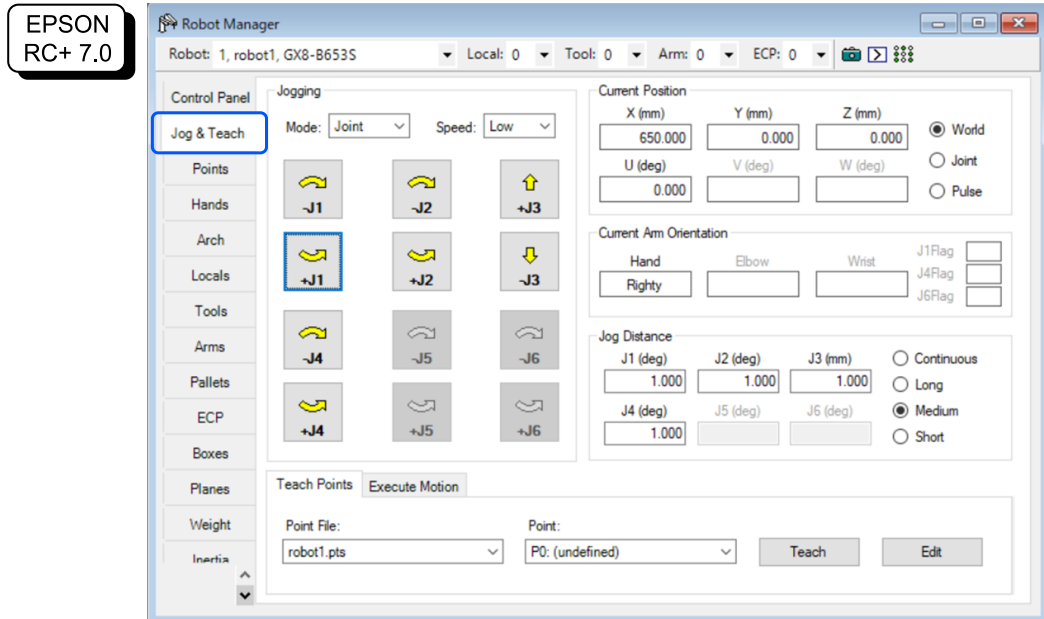 EPSON
RC+ 7.0
Robot Manager
Robot: 1, robot1, GX8-B653S Local: 0 Tool: 0 Arm: 0 ECP: 0
Control Panel
Jog & Teach
Points
Hands
Arch
Locals
Tools
Arms
Pallets
ECP
Boxes
Planes
Weight
Inertia
Jogging
Mode: Joint Speed: Low
-J1 -J2 +J3
+J1 +J2 -J3
-J4 -J5 -J6
+J4 +J5 +J6
Current Position
X (mm) Y (mm) Z (mm)
650.000 0.000 0.000
U (deg) V (deg) W (deg)
0.000
World
Joint
Pulse
Current Arm Orientation
Hand Elbow Wrist
Righty
J1Flag
J4Flag
J6Flag
Jog Distance
J1 (deg) J2 (deg) J3 (mm)
1.000 1.000 1.000
J4 (deg) J5 (deg) J6 (deg)
1.000
Continuous
Long
Medium
Short
Teach Points Execute Motion
Point File: Point:
robot1.pts P0: (undefined) Teach Edit